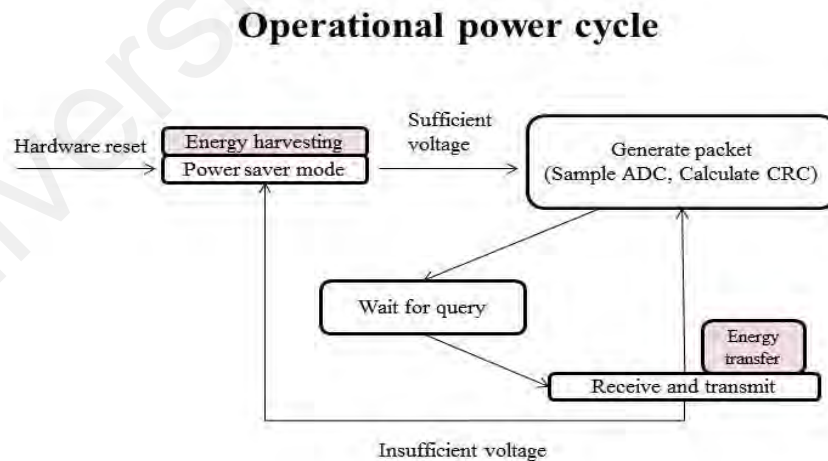 Operational power cycle
Hardware reset
Energy harvesting
Power saver mode
Sufficient
voltage
Generate packet
(Sample ADC, Calculate CRC)
Wait for query
Energy
transfer
Receive and transmit
Insufficient voltage